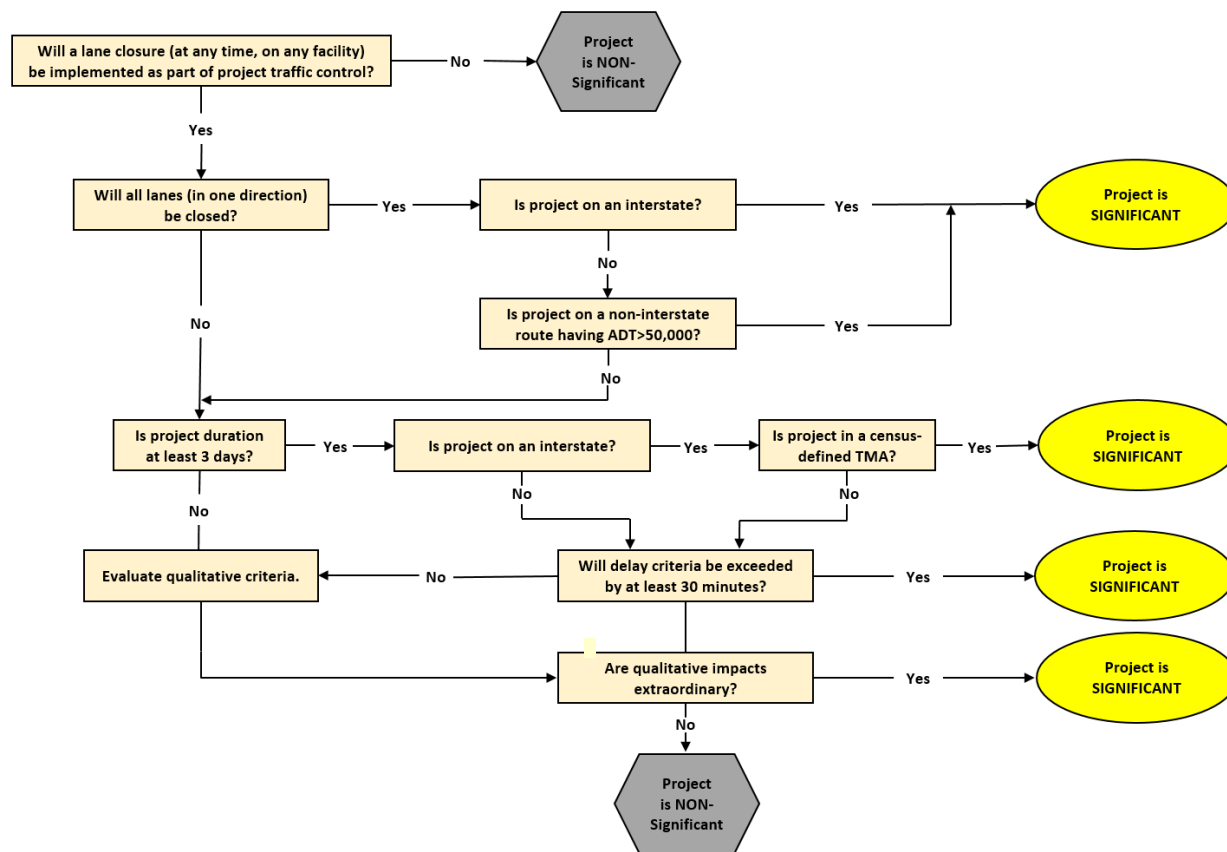 Will a lane closure (at any time, on any facility)
be implemented as part of project traffic control?
No
Project
is NON-
Significant
Yes
Will all lanes (in one direction)
be closed?
Yes
Is project on an interstate?
Yes
Project is
SIGNIFICANT
No
No
Is project on a non-interstate
route having ADT>50,000?
Yes
No
Is project duration
at least 3 days?
Yes
Is project on an interstate?
Yes
Is project in a census-
defined TMA?
Yes
Project is
SIGNIFICANT
No
No
No
Evaluate qualitative criteria.
No
Will delay criteria be exceeded
by at least 30 minutes?
Yes
Project is
SIGNIFICANT
Are qualitative impacts
extraordinary?
Yes
Project is
SIGNIFICANT
No
Project
is NON-
Significant